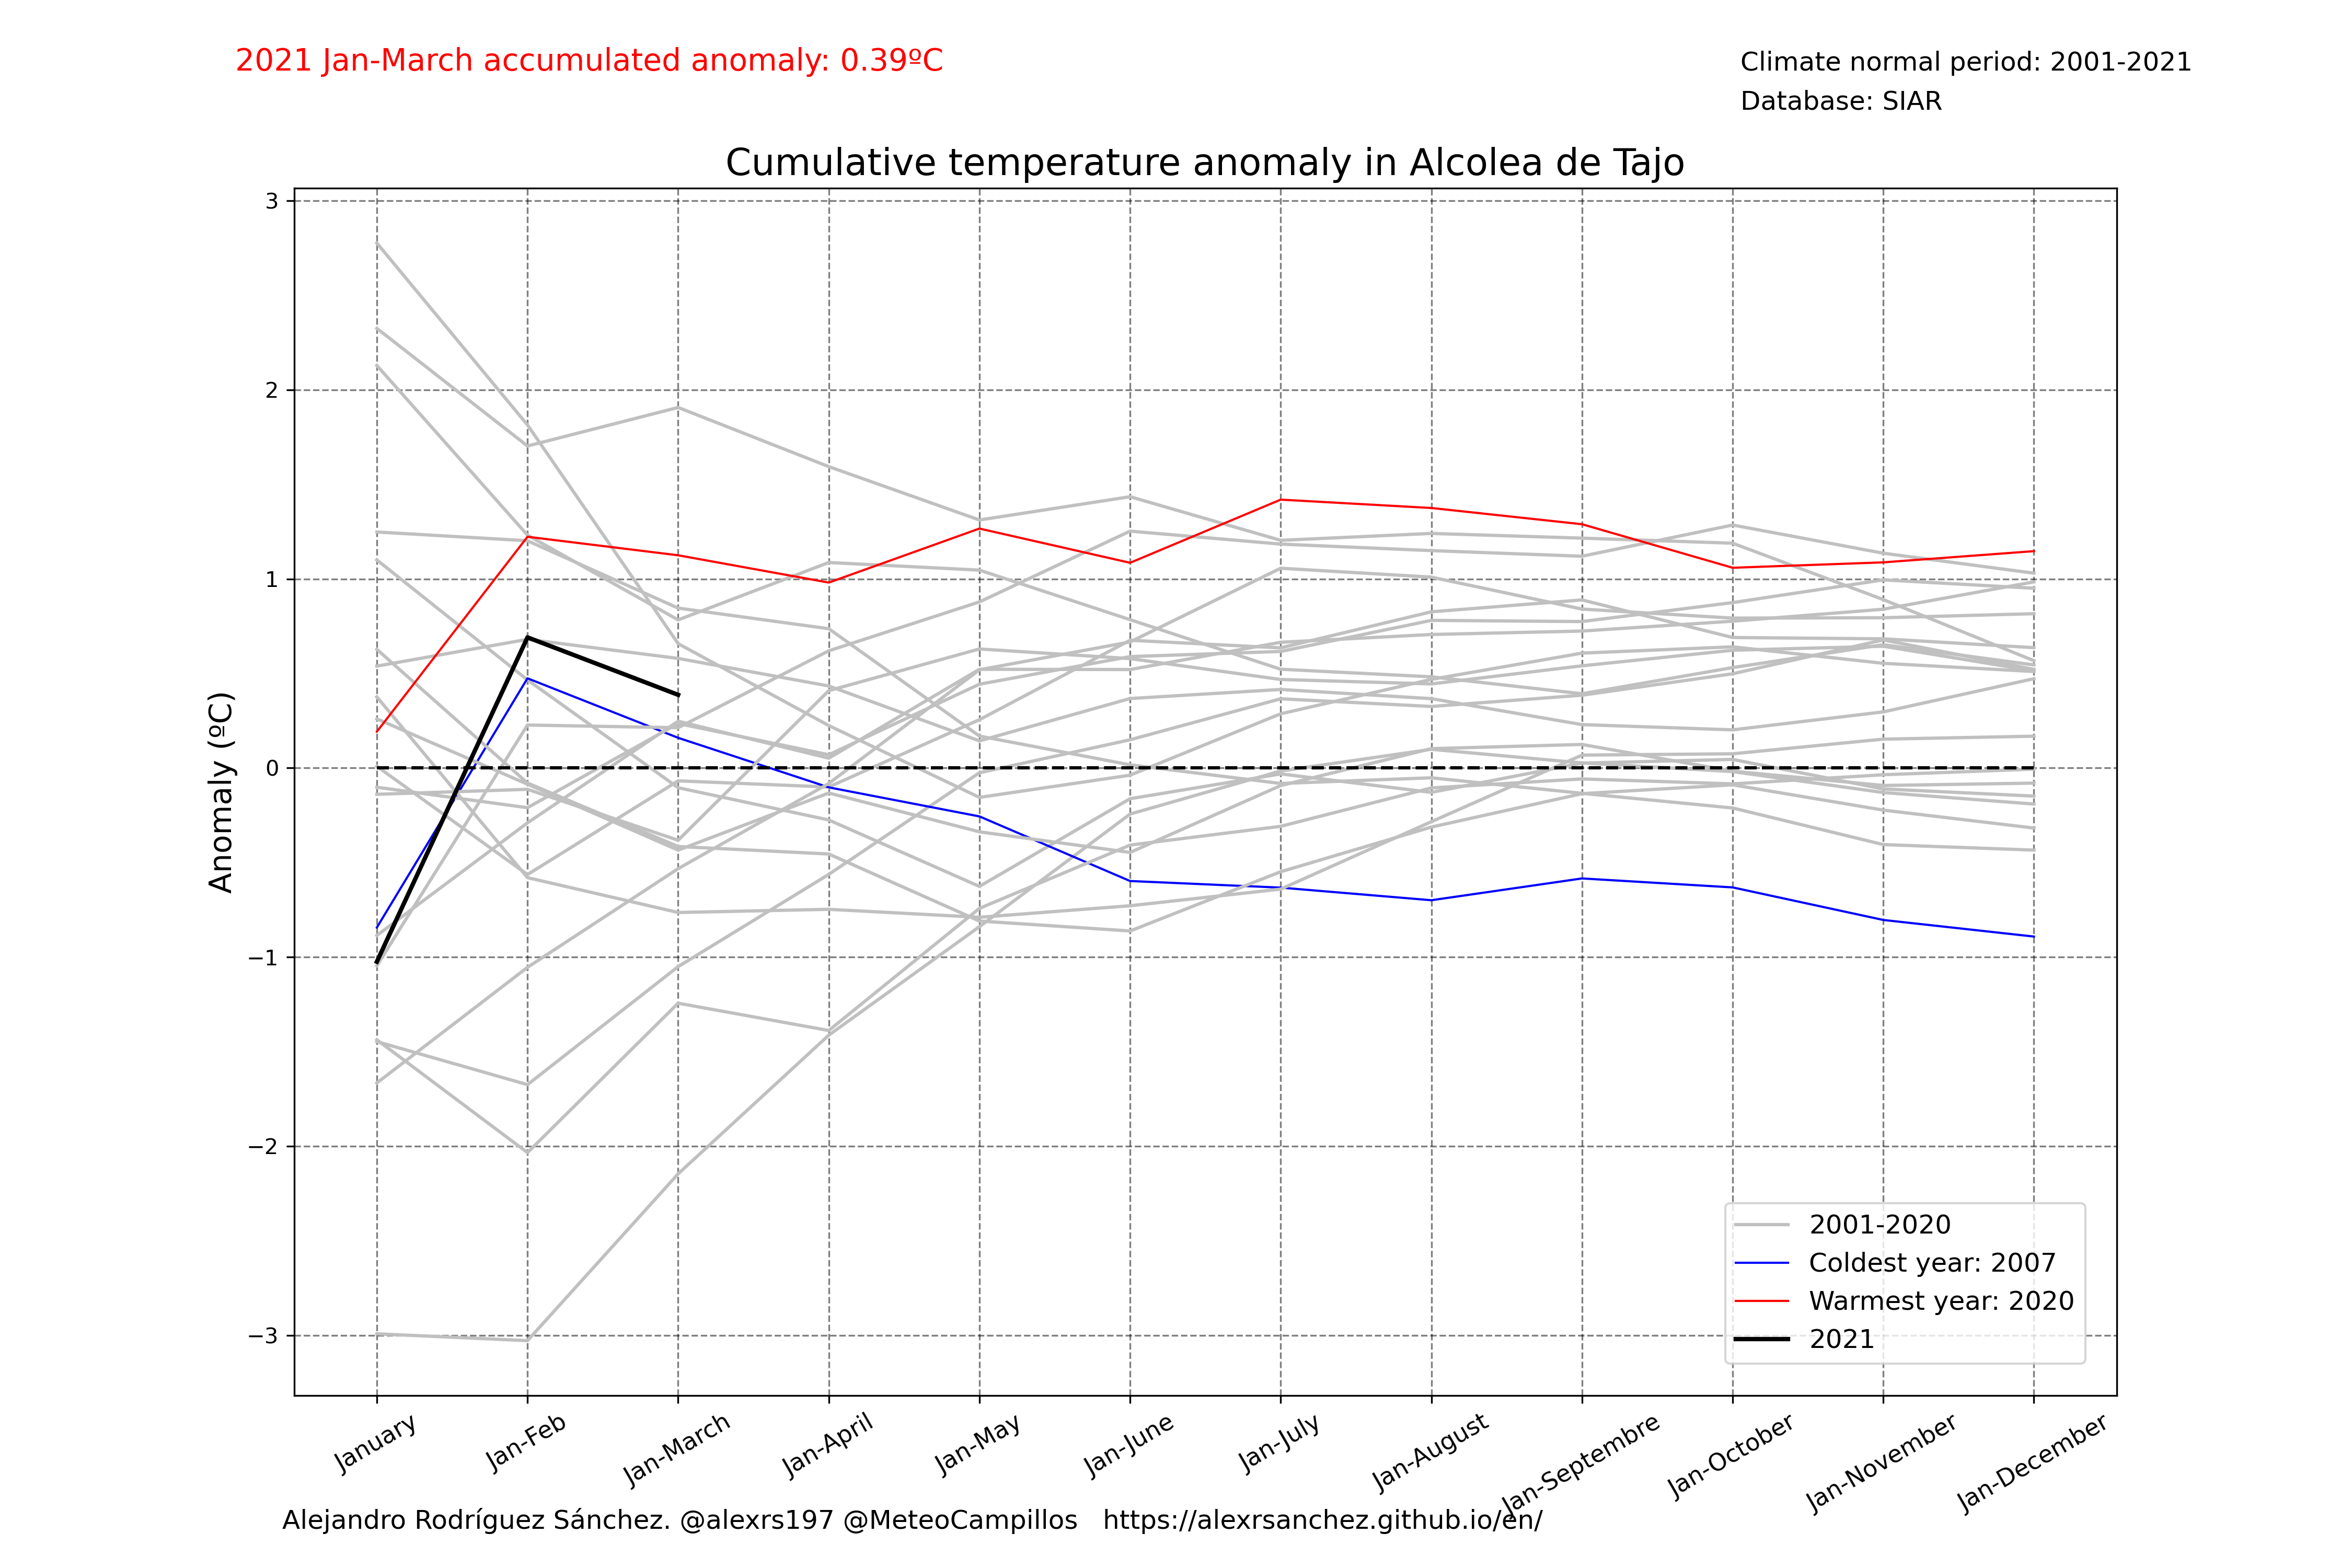 2021 Jan-March accumulated anomaly: 0.39ºC
Climate normal period: 2001-2021
Database: SIAR
Cumulative temperature anomaly in Alcolea de Tajo
Anomaly (ºC)
3
2
1
0
−1
−2
−3
2001-2020
Coldest year: 2007
Warmest year: 2020
2021
January
Jan-Feb
Jan-March
Jan-April
Jan-May
Jan-June
Jan-July
Jan-August
Jan-Septembre
Jan-October
Jan-November
Jan-December
Alejandro Rodríguez Sánchez. @alexrs197 @MeteoCampillos https://alexrsanchez.github.io/en/